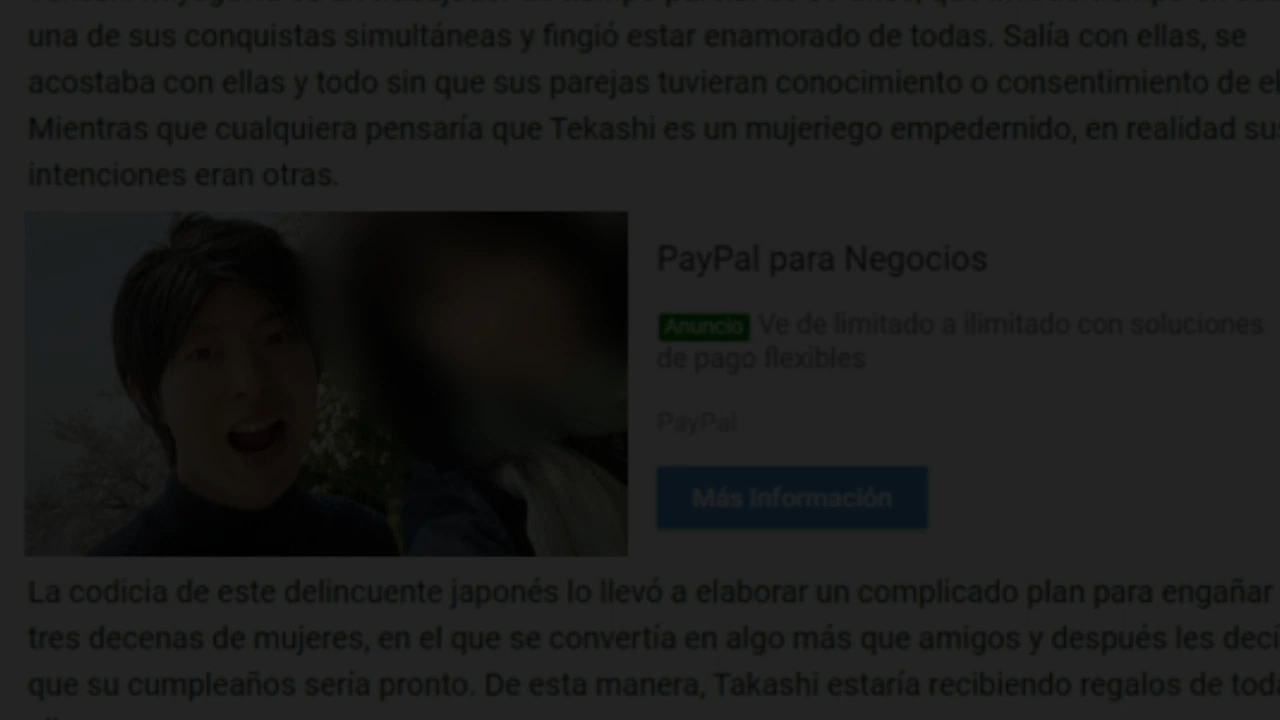 una de sus conquistas simultáneas y fingió estar enamorado de todas. Salía con ellas, se
acostaba con ellas y todo sin que sus parejas tuvieran conocimiento o consentimiento de
Mientras que cualquiera pensaría que Tekashi es un mujeriego empedernido, en realidad su
intenciones eran otras.
PayPal para Negocios
Anuncio Ve de limitado a ilimitado con soluciones
de pago flexibles
PayPal
Más Información
La codicia de este delincuente japonés lo llevó a elaborar un complicado plan para engañar
tres decenas de mujeres, en el que se convertía en algo más que amigos y después les decí
que su cumpleaños sería pronto. De esta manera, Takashi estaría recibiendo regalos de tod